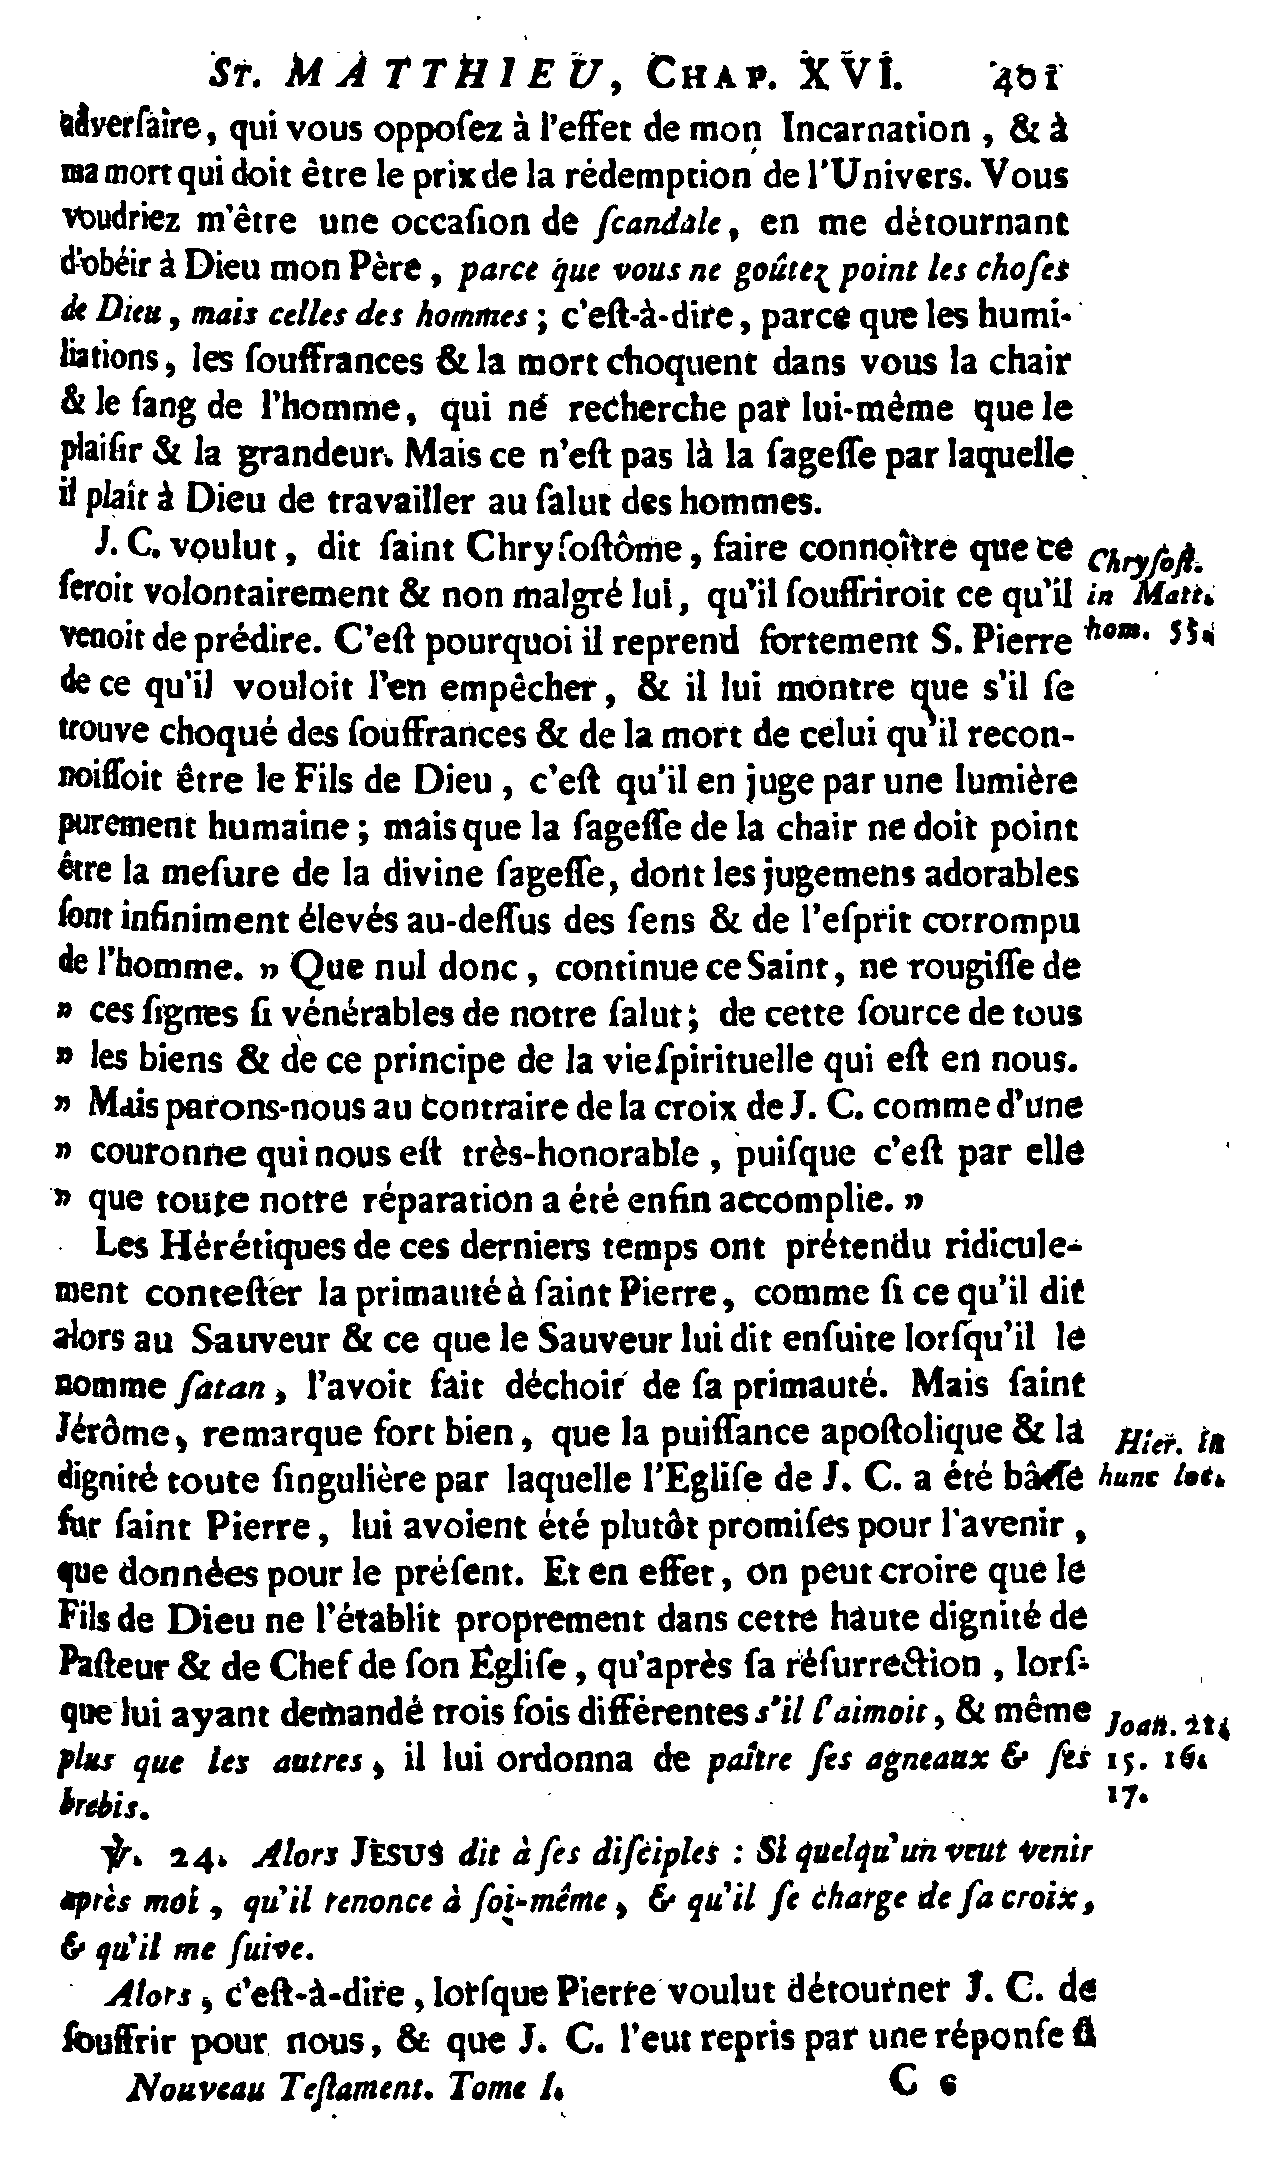 ST. MATTHIEU, CHAP. XVI. 401
adverſaire, qui vous oppoſez à l'effet de mon Incarnation, & à
ma mort qui doit être le prix de la rédemption de l'Univers. Vous
voudriez m'être une occaſion de ſcandale, en me détournant
d'obéir à Dieu mon Père, parce que vous ne goûtez point les choſes
de Dieu, mais celles des hommes; c'eſt-à-dire, parce que les humi-
liations, les ſouffrances & la mort choquent dans vous la chair
& le ſang de l'homme, qui né recherche par lui-même que le
plaiſir & la grandeur. Mais ce n'eſt pas là la ſageſſe par laquelle
il plaît à Dieu de travailler au ſalut des hommes.
J. C. voulut, dit ſaint Chryſoſtôme, faire connoître que ce
ſeroit volontairement & non malgré lui, qu'il ſouffriroit ce qu'il
venoit de prédire. C'eſt pourquoi il reprend fortement S. Pierre
de ce qu'il vouloit l'en empêcher, & il lui montre que s'il ſe
trouve choqué des ſouffrances & de la mort de celui qu'il recon-
noiſſoit être le Fils de Dieu, c'eſt qu'il en juge par une lumière
purement humaine; mais que la ſageſſe de la chair ne doit point
être la meſure de la divine ſageſſe, dont les jugemens adorables
ſont infiniment élevés au-deſſus des ſens & de l'eſprit corrompu
de l'homme. » Que nul donc, continue ce Saint, ne rougiſſe de
» ces ſignes ſi vénérables de notre ſalut; de cette ſource de tous
» les biens & de ce principe de la vie ſpirituelle qui eſt en nous.
» Mais parons-nous au contraire de la croix de J. C. comme d'une
» couronne qui nous eſt très-honorable, puiſque c'eſt par elle
» que toute notre réparation a été enfin accomplie. »
Les Hérétiques de ces derniers temps ont prétendu ridicule-
ment conteſter la primauté à ſaint Pierre, comme ſi ce qu'il dit
alors au Sauveur & ce que le Sauveur lui dit enſuite lorſqu'il le
nomme ſatan, l'avoit fait déchoir de ſa primauté. Mais ſaint
Jérôme, remarque fort bien, que la puiſſance apoſtolique & la
dignité toute ſingulière par laquelle l'Egliſe de J. C. a été bâſſe
ſur ſaint Pierre, lui avoient été plutôt promiſes pour l'avenir,
que données pour le préſent. Et en effet, on peut croire que le
Fils de Dieu ne l'établit proprement dans cette haute dignité de
Paſteur & de Chef de ſon Égliſe, qu'après ſa réſurrection, lorſ-
que lui ayant demandé trois fois différentes s'il l'aimoit, & même
plus que les autres, il lui ordonna de paître ſes agneaux & ſes
brebis.
℣. 24. Alors JESUS dit à ſes diſciples : Si quelqu'un veut venir
après moi, qu'il renonce à ſoi-même, & qu'il ſe charge de ſa croix,
& qu'il me ſuive.
Alors, c'eſt-à-dire, lorſque Pierre voulut détourner J. C. de
ſouffrir pour nous, & que J. C. l'eut repris par une réponſe ſi
Nouveau Teſtament. Tome I. C c
Chryſoſt.
in Matt.
hom. 55.
Hier. in
hunc loc.
Joan. 21.
15. 16.
17.